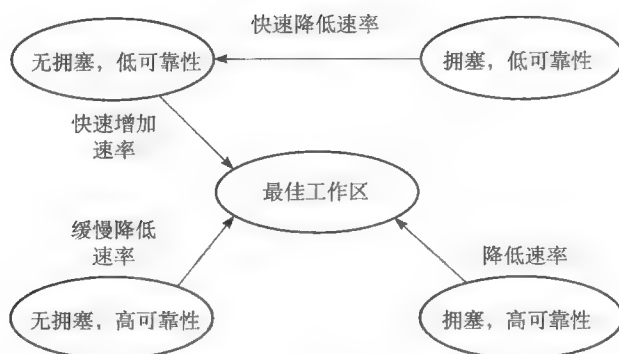 快速降低速率
无拥塞，低可靠性
拥塞，低可靠性
快速增加
速率
最佳工作区
缓慢降低
速率
降低速率
无拥塞，高可靠性
拥塞，高可靠性